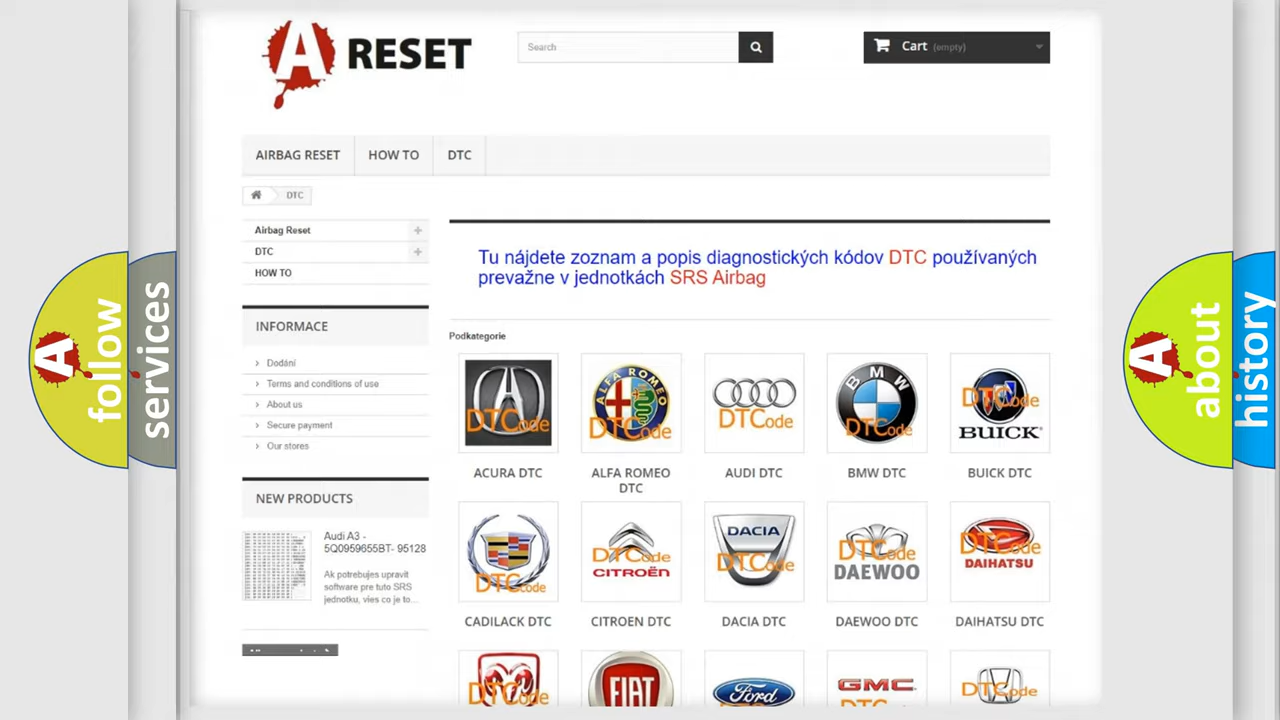 A RESET
Search
Cart (empty)
AIRBAG RESET
HOW TO
DTC
DTC
Airbag Reset
DTC
HOW TO
Tu nájdete zoznam a popis diagnostických kódov DTC používaných
prevažne v jednotkách SRS Airbag
INFORMACE
Dodání
Terms and conditions of use
About us
Secure payment
Our stores
NEW PRODUCTS
Audi A3 -
5Q0959655BT- 95128
Ak potrebujes upravit
software pre tuto SRS
jednotku, vies co je to...
Podkategorie
DTCode
ALFA ROMEO
DTCode
DTCode
BMW
DTCode
DTCode
BUICK
ACURA DTC
ALFA ROMEO
DTC
AUDI DTC
BMW DTC
BUICK DTC
DTCode
DTCode
CITROËN
DACIA
DTCode
DTCode
DAEWOO
DTCode
DAIHATSU
CADILACK DTC
CITROEN DTC
DACIA DTC
DAEWOO DTC
DAIHATSU DTC
DTCode
FIAT
Ford
GMC
DTCode
A follow
services
A about
history